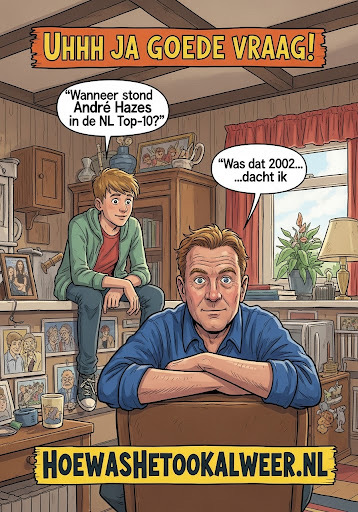 UHHH JA GOEDE VRAAG!
"Wanneer stond
André Hazes
in de NL Top-10?"
"Was dat 2002...
...dacht ik
HOEWASHETOOKALWEER.NL